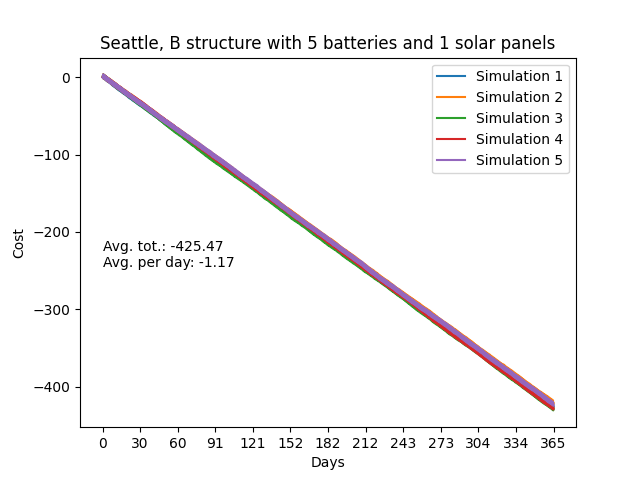 Seattle, B structure with 5 batteries and 1 solar panels
Simulation 1
Simulation 2
Simulation 3
Simulation 4
Simulation 5
0
−100
−200
−300
−400
Cost
Avg. tot.: -425.47
Avg. per day: -1.17
0 30 60 91 121 152 182 212 243 273 304 334 365
Days